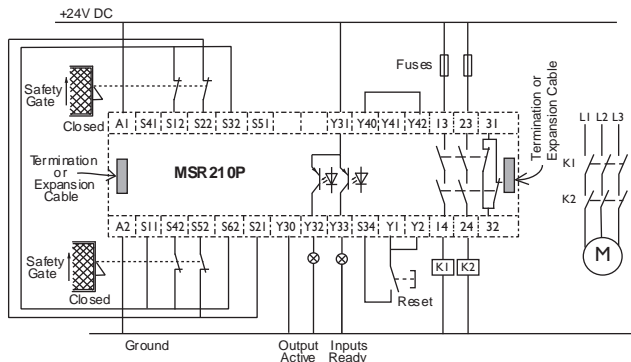 +24V DC
Safety
Gate
Closed
Fuses
Termination or
Expansion Cable
A1 S41 S12 S22 S32 S51 Y31 Y40 Y41 Y42 13 23 31
L1 L2 L3
Termination
or
Expansion
Cable
MSR210P
K1
K2
A2 S11 S42 S52 S62 S21 Y30 Y32 Y33 S34 Y1 Y2 14 24 32
Safety
Gate
Closed
K1 K2
M
Reset
Ground
Output
Active
Inputs
Ready